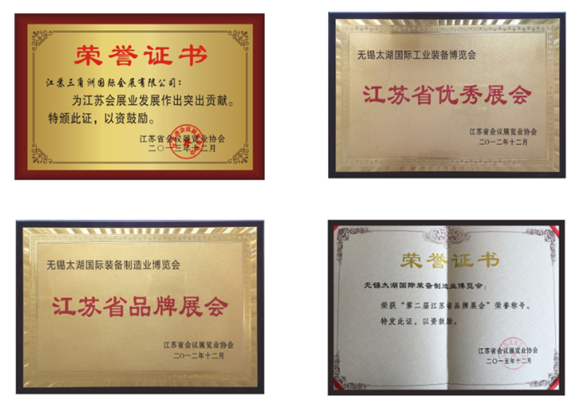 荣誉证书
江苏三角洲国际会展有限公司：
为江苏会展业发展作出突出贡献。
特颁此证，以资鼓励。
江苏省会议展览业协会
二〇一三年十二月
无锡太湖国际工业装备博览会
江苏省优秀展会
江苏省会议展览业协会
二〇一二年十二月
无锡太湖国际装备制造业博览会
江苏省品牌展会
江苏省会议展览业协会
二〇一二年十二月
荣誉证书
无锡太湖国际装备制造业博览会：
荣获“第二届江苏省品牌展会”荣誉称号。
特发此证，以资鼓励。
江苏省会议展览业协会
二〇一五年十二月